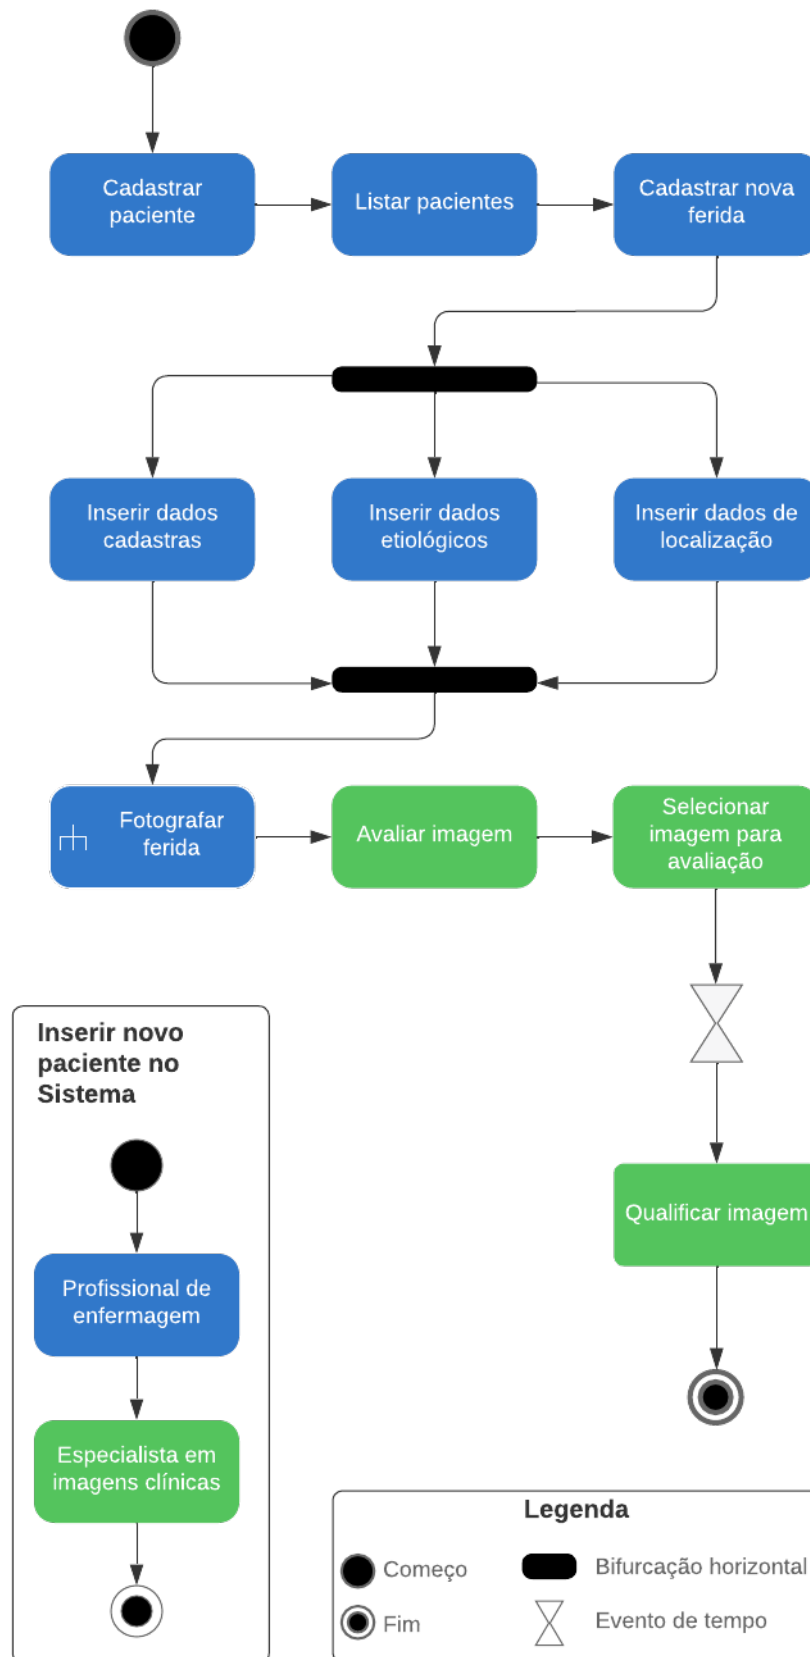 Cadastrar
paciente
Listar pacientes
Cadastrar nova
ferida
Inserir dados
cadastras
Inserir dados
etiológicos
Inserir dados de
localização
Fotografar
ferida
Avaliar imagem
Selecionar
imagem para
avaliação
Qualificar imagem
Inserir novo
paciente no
Sistema
Profissional de
enfermagem
Especialista em
imagens clínicas
Legenda
Começo
Bifurcação horizontal
Fim
Evento de tempo